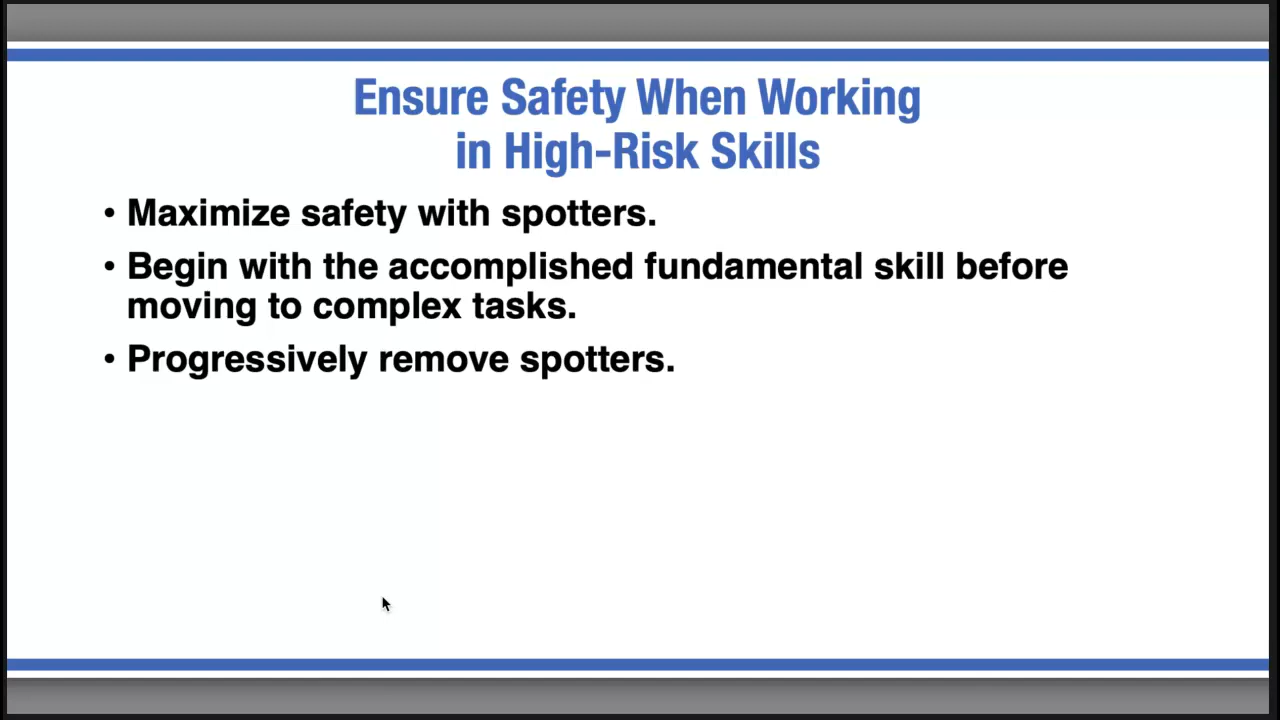 Ensure Safety When Working
in High-Risk Skills
• Maximize safety with spotters.
• Begin with the accomplished fundamental skill before
moving to complex tasks.
• Progressively remove spotters.